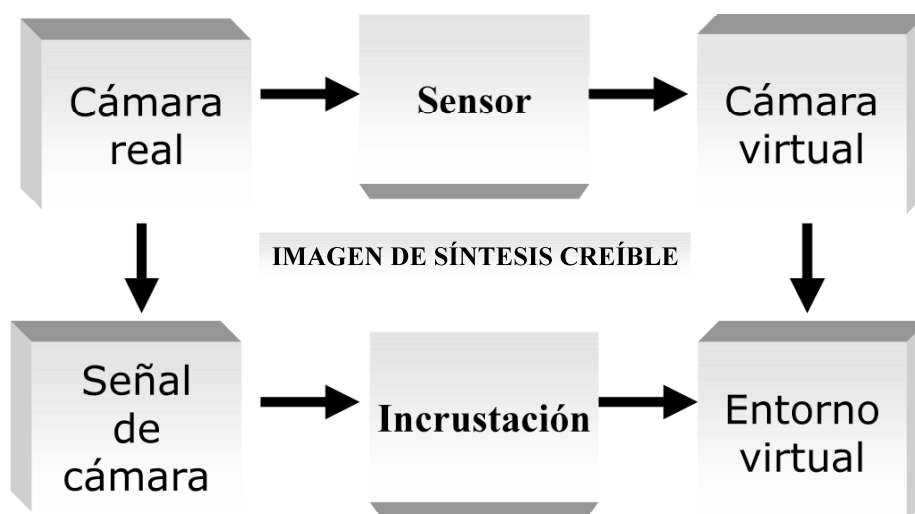 Cámara
real
Sensor
Cámara
virtual
IMAGEN DE SÍNTESIS CREÍBLE
Señal
de
cámara
Incrustación
Entorno
virtual